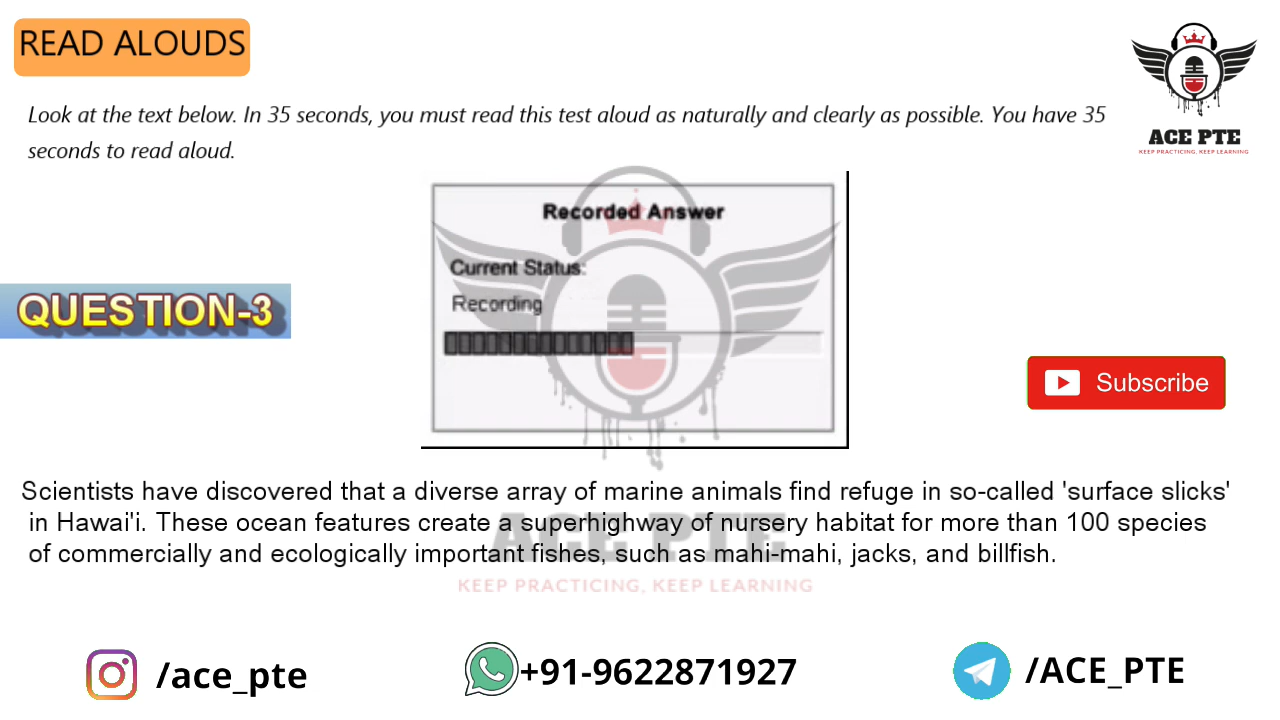 READ ALOUDS
Look at the text below. In 35 seconds, you must read this test aloud as naturally and clearly as possible. You have 35
seconds to read aloud.
ACE PTE
KEEP PRACTICING, KEEP LEARNING
Recorded Answer
Current Status:
Recording
QUESTION-3
Subscribe
Scientists have discovered that a diverse array of marine animals find refuge in so-called 'surface slicks'
in Hawai'i. These ocean features create a superhighway of nursery habitat for more than 100 species
of commercially and ecologically important fishes, such as mahi-mahi, jacks, and billfish.
ACE PTE
KEEP PRACTICING, KEEP LEARNING
/ace_pte
+91-9622871927
/ACE_PTE